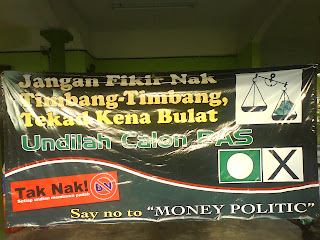 Jangan Fikir Nak
Timbang-Timbang,
Tekad Kena Bulat
Undilah Calon PAS
X
Tak Nak!
Say no to "MONEY POLITIC"